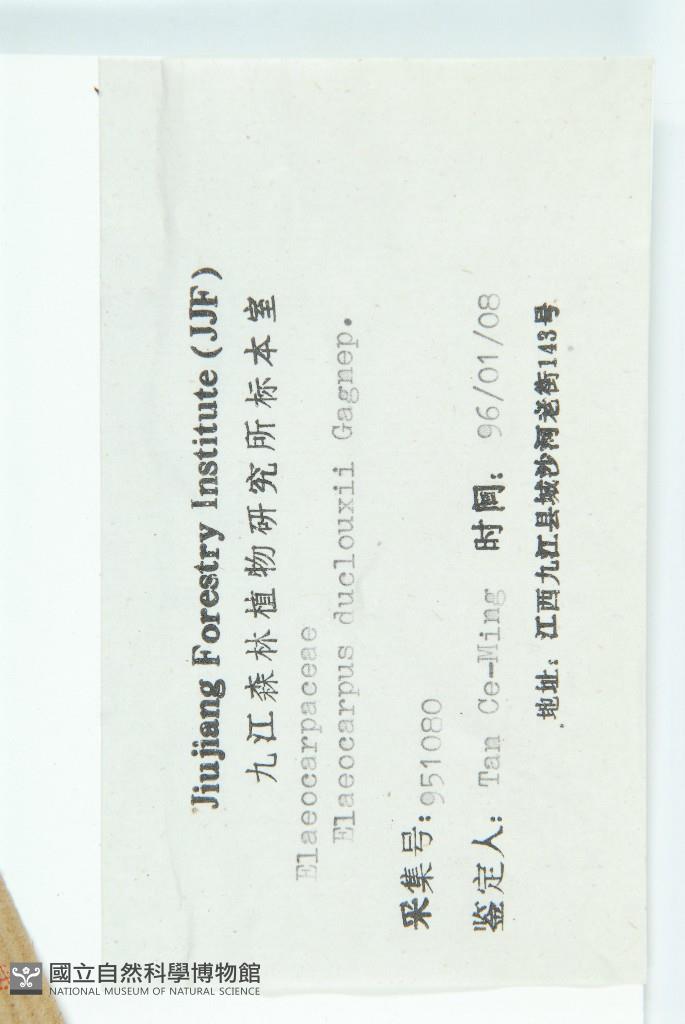 Jiujiang Forestry Institute (JJF)
九江森林植物研究所标本室
Elaeocarpaceae
Elaeocarpus duclouxii Gagnep.
采集号:951080
鉴定人: Tan Ce-Ming 时间: 96/01/08
地址: 江西九江县城沙河老街143号
國立自然科學博物館
NATIONAL MUSEUM OF NATURAL SCIENCE